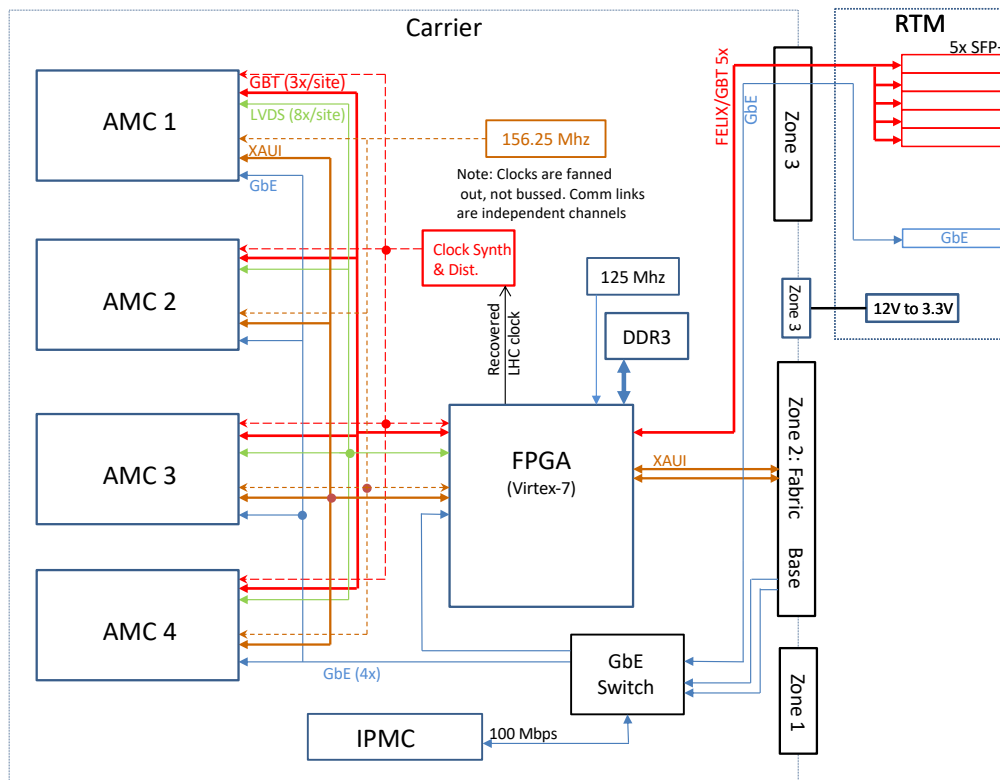 Carrier
RTM
5x SFP+
GBT (3x/site)
LVDS (8x/site)
AMC 1
XAUI
GbE
156.25 Mhz
Note: Clocks are fanned
out, not bussed. Comm links
are independent channels
FELIX/GBT 5x
GbE
Zone 3
GbE
AMC 2
Clock Synth
& Dist.
125 Mhz
Zone 3
12V to 3.3V
Recovered
LHC clock
DDR3
AMC 3
FPGA
(Virtex-7)
XAUI
Zone 2: Fabric Base
AMC 4
GbE (4x)
GbE
Switch
Zone 1
IPMC
100 Mbps